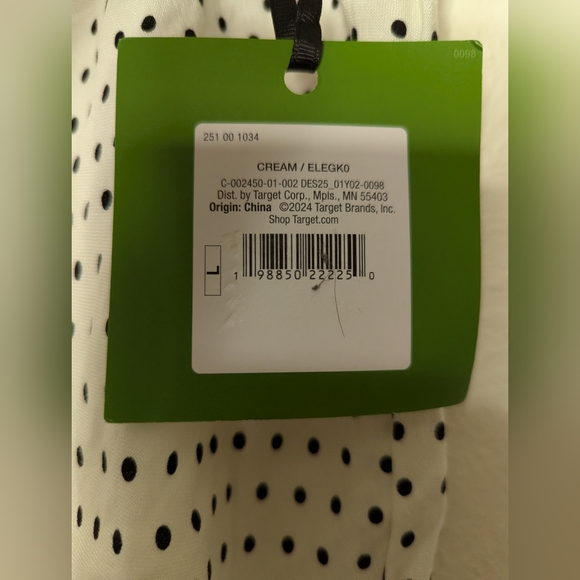 0098
251 00 1034
CREAM / ELEGK0
C-002450-01-002 DES25_01Y02-0098
Dist. by Target Corp., Mpls., MN 55403
Origin: China ©2024 Target Brands, Inc.
Shop Target.com
L
1 98850 22225 0